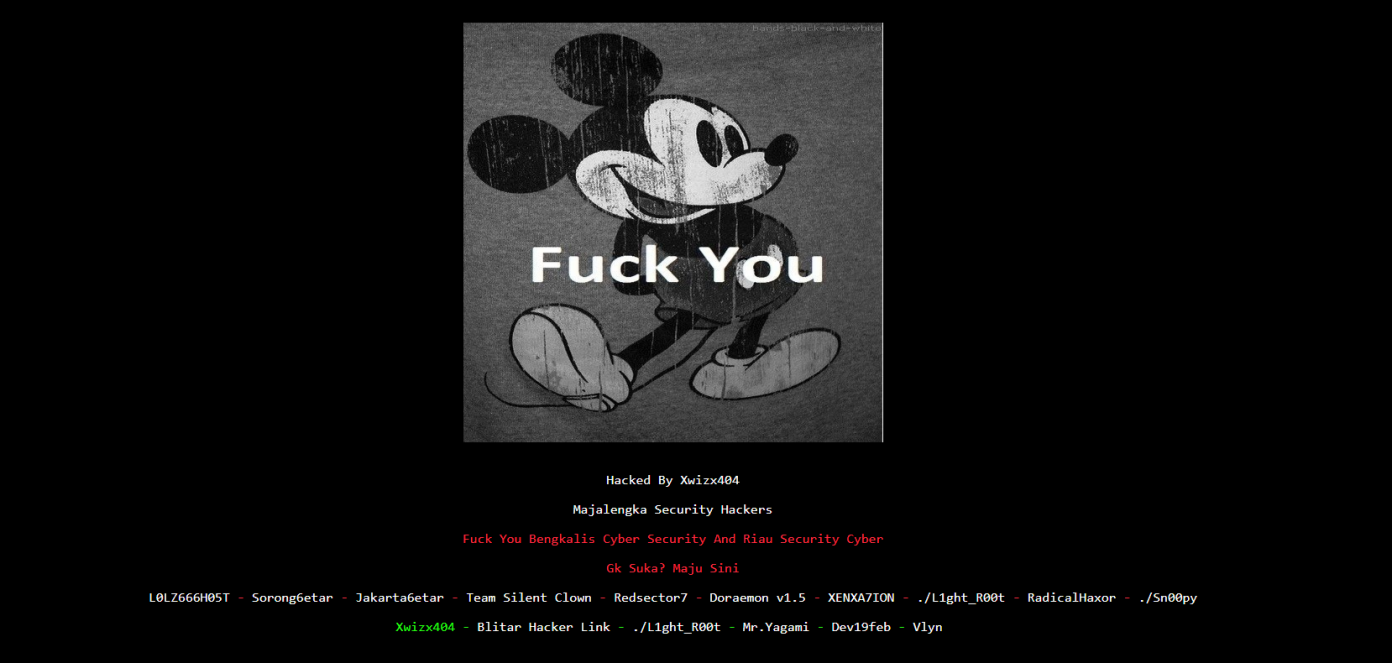 Bands-black-and-white
Fuck You
Hacked By Xwizx404
Majalengka Security Hackers
Fuck You Bengkalis Cyber Security And Riau Security Cyber
Gk Suka? Maju Sini
L0LZ666H05T - Sorong6etar - Jakarta6etar - Team Silent Clown - Redsector7 - Doraemon v1.5 - XENXA7ION - ./L1ght_R00t - RadicalHaxor - ./Sn00py
Xwizx404 - Blitar Hacker Link - ./L1ght_R00t - Mr.Yagami - Dev19feb - Vlyn